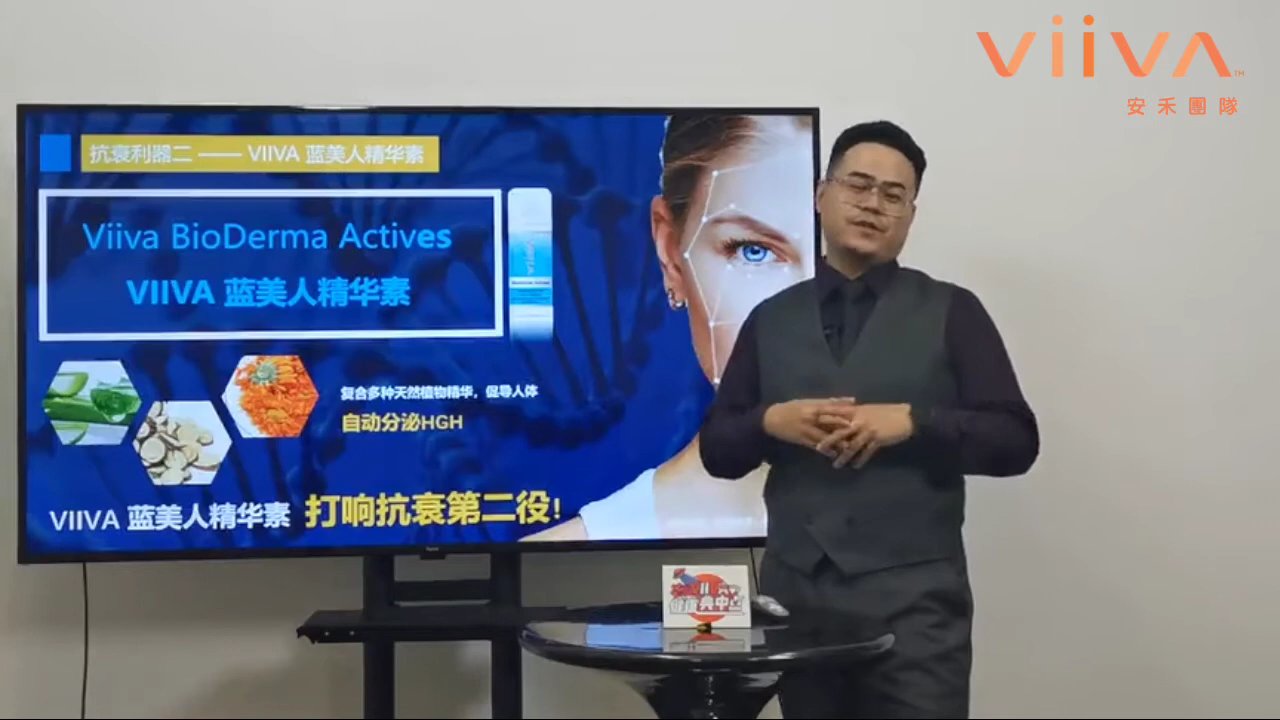 viiva™
安禾團隊
抗衰利器二 —— VIIVA 蓝美人精华素
Viiva BioDerma Actives
VIIVA 蓝美人精华素
复合多种天然植物精华，促导人体
自动分泌HGH
VIIVA 蓝美人精华素 打响抗衰第二役!